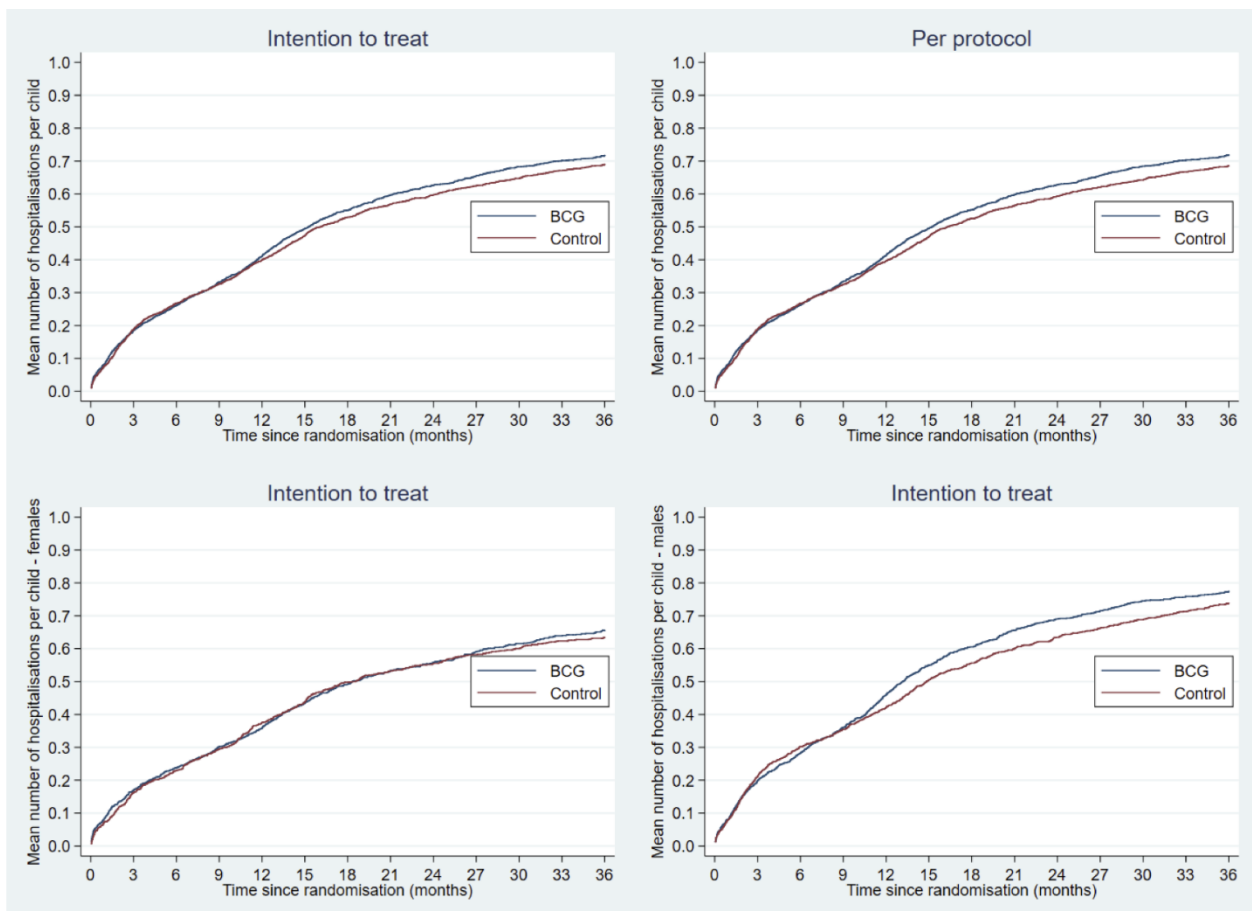 Intention to treat
Mean number of hospitalisations per child
1.0
0.9
0.8
0.7
0.6
0.5
0.4
0.3
0.2
0.1
0.0
BCG
Control
0 3 6 9 12 15 18 21 24 27 30 33 36
Time since randomisation (months)
Per protocol
Mean number of hospitalisations per child
1.0
0.9
0.8
0.7
0.6
0.5
0.4
0.3
0.2
0.1
0.0
BCG
Control
0 3 6 9 12 15 18 21 24 27 30 33 36
Time since randomisation (months)
Intention to treat
Mean number of hospitalisations per child - females
1.0
0.9
0.8
0.7
0.6
0.5
0.4
0.3
0.2
0.1
0.0
BCG
Control
0 3 6 9 12 15 18 21 24 27 30 33 36
Time since randomisation (months)
Intention to treat
Mean number of hospitalisations per child - males
1.0
0.9
0.8
0.7
0.6
0.5
0.4
0.3
0.2
0.1
0.0
BCG
Control
0 3 6 9 12 15 18 21 24 27 30 33 36
Time since randomisation (months)